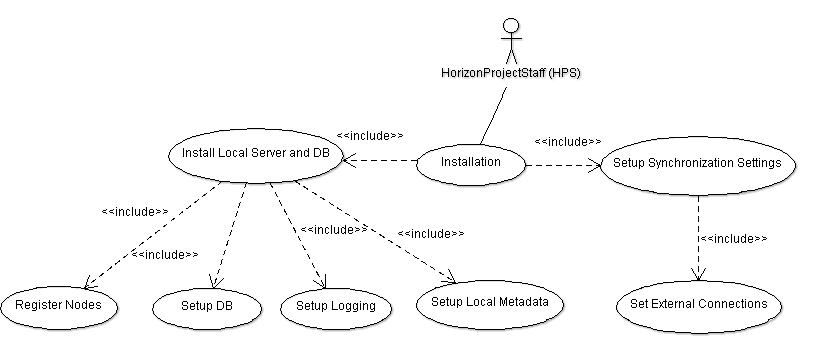 HorizonProjectStaff (HPS)
<<include>>
<<include>>
Install Local Server and DB
Installation
Setup Synchronization Settings
<<include>>
<<include>>
<<include>>
<<include>>
<<include>>
Register Nodes
Setup DB
Setup Logging
Setup Local Metadata
Set External Connections